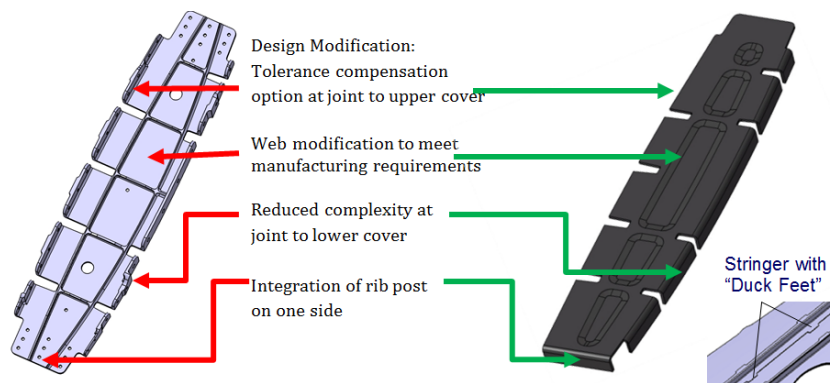 Design Modification:
Tolerance compensation
option at joint to upper cover
Web modification to meet
manufacturing requirements
Reduced complexity at
joint to lower cover
Integration of rib post
on one side
Stringer with
“Duck Feet”